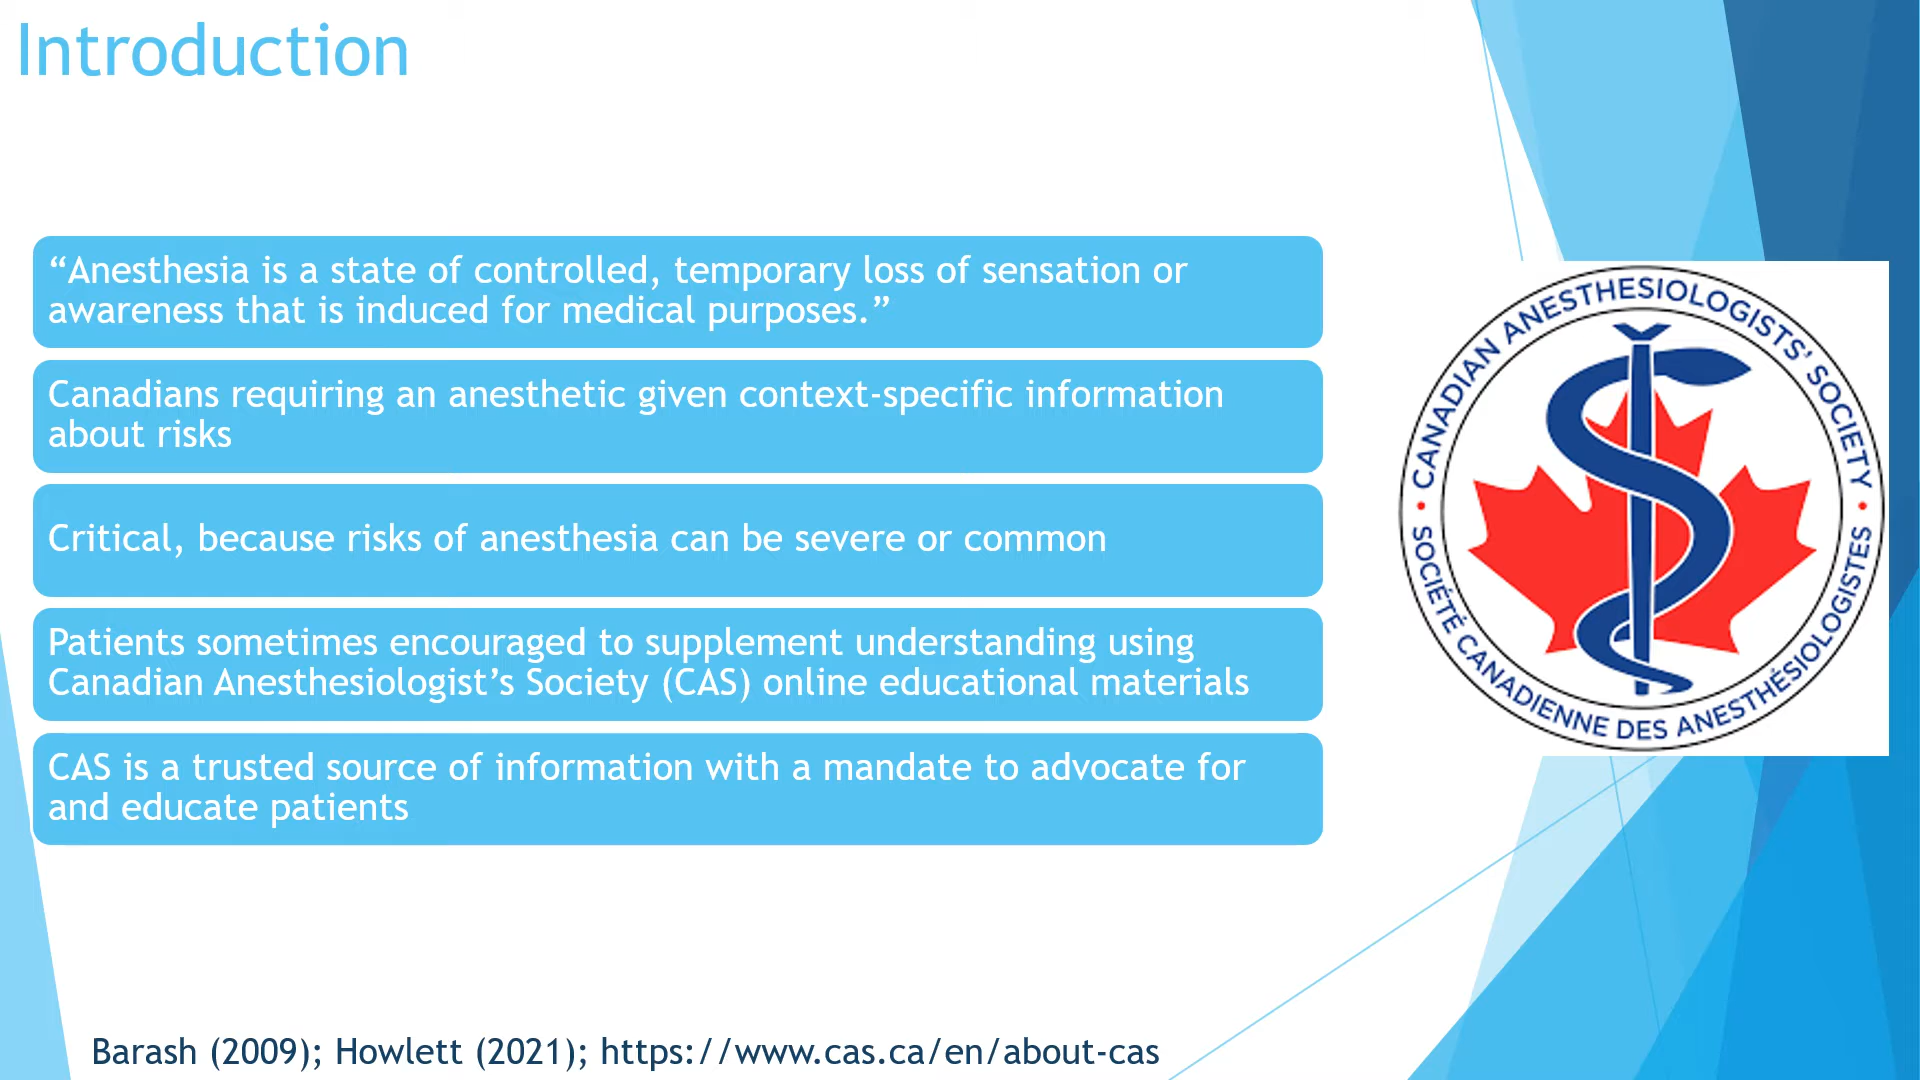 Introduction
“Anesthesia is a state of controlled, temporary loss of sensation or
awareness that is induced for medical purposes.”
Canadians requiring an anesthetic given context-specific information
about risks
Critical, because risks of anesthesia can be severe or common
Patients sometimes encouraged to supplement understanding using
Canadian Anesthesiologist’s Society (CAS) online educational materials
CAS is a trusted source of information with a mandate to advocate for
and educate patients
CANADIAN ANESTHESIOLOGISTS’ SOCIETY
SOCIÉTÉ CANADIENNE DES ANESTHÉSIOLOGISTES
Barash (2009); Howlett (2021); https://www.cas.ca/en/about-cas